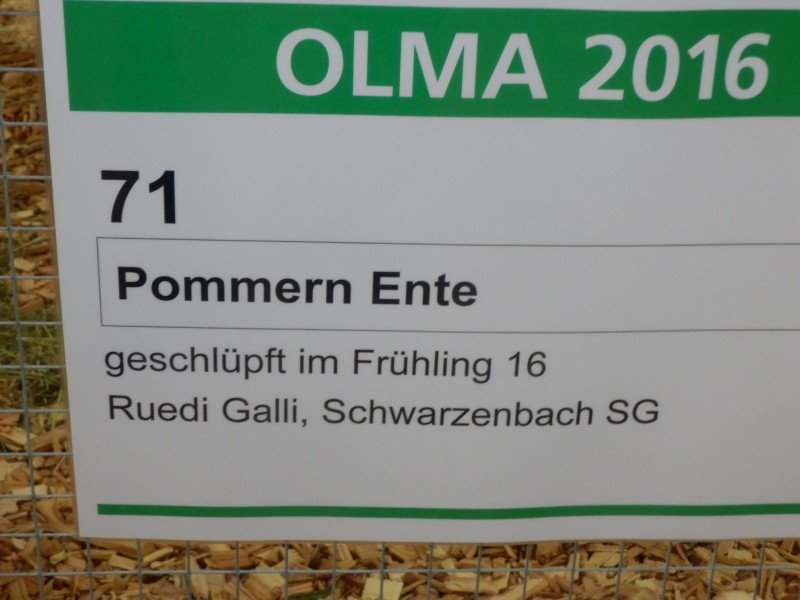 OLMA 2016
71
Pommern Ente
geschlüpft im Frühling 16
Ruedi Galli, Schwarzenbach SG